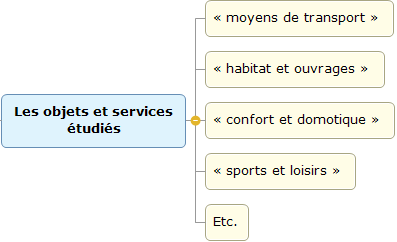 « moyens de transport »
« habitat et ouvrages »
Les objets et services
étudiés
« confort et domotique »
« sports et loisirs »
Etc.